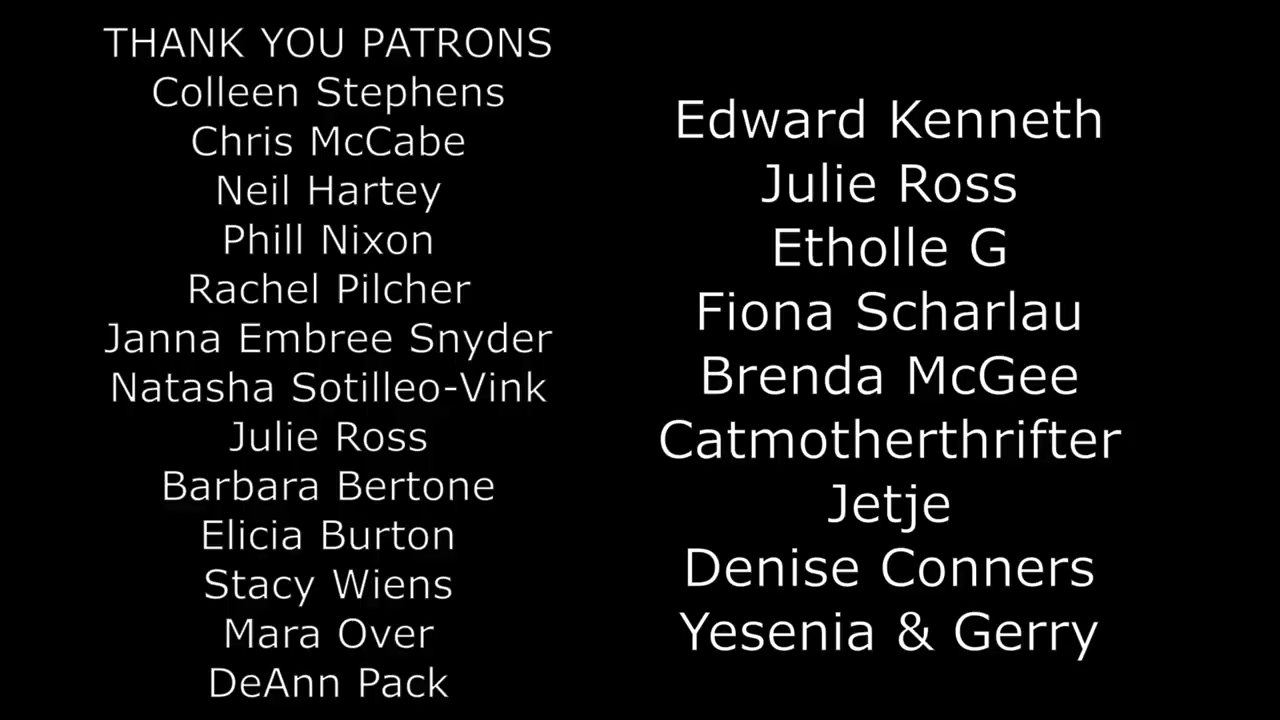 THANK YOU PATRONS
Colleen Stephens
Chris McCabe
Neil Hartey
Phill Nixon
Rachel Pilcher
Janna Embree Snyder
Natasha Sotilleo-Vink
Julie Ross
Barbara Bertone
Elicia Burton
Stacy Wiens
Mara Over
DeAnn Pack
Edward Kenneth
Julie Ross
Etholle G
Fiona Scharlau
Brenda McGee
Catmotherthrifter
Jetje
Denise Conners
Yesenia & Gerry